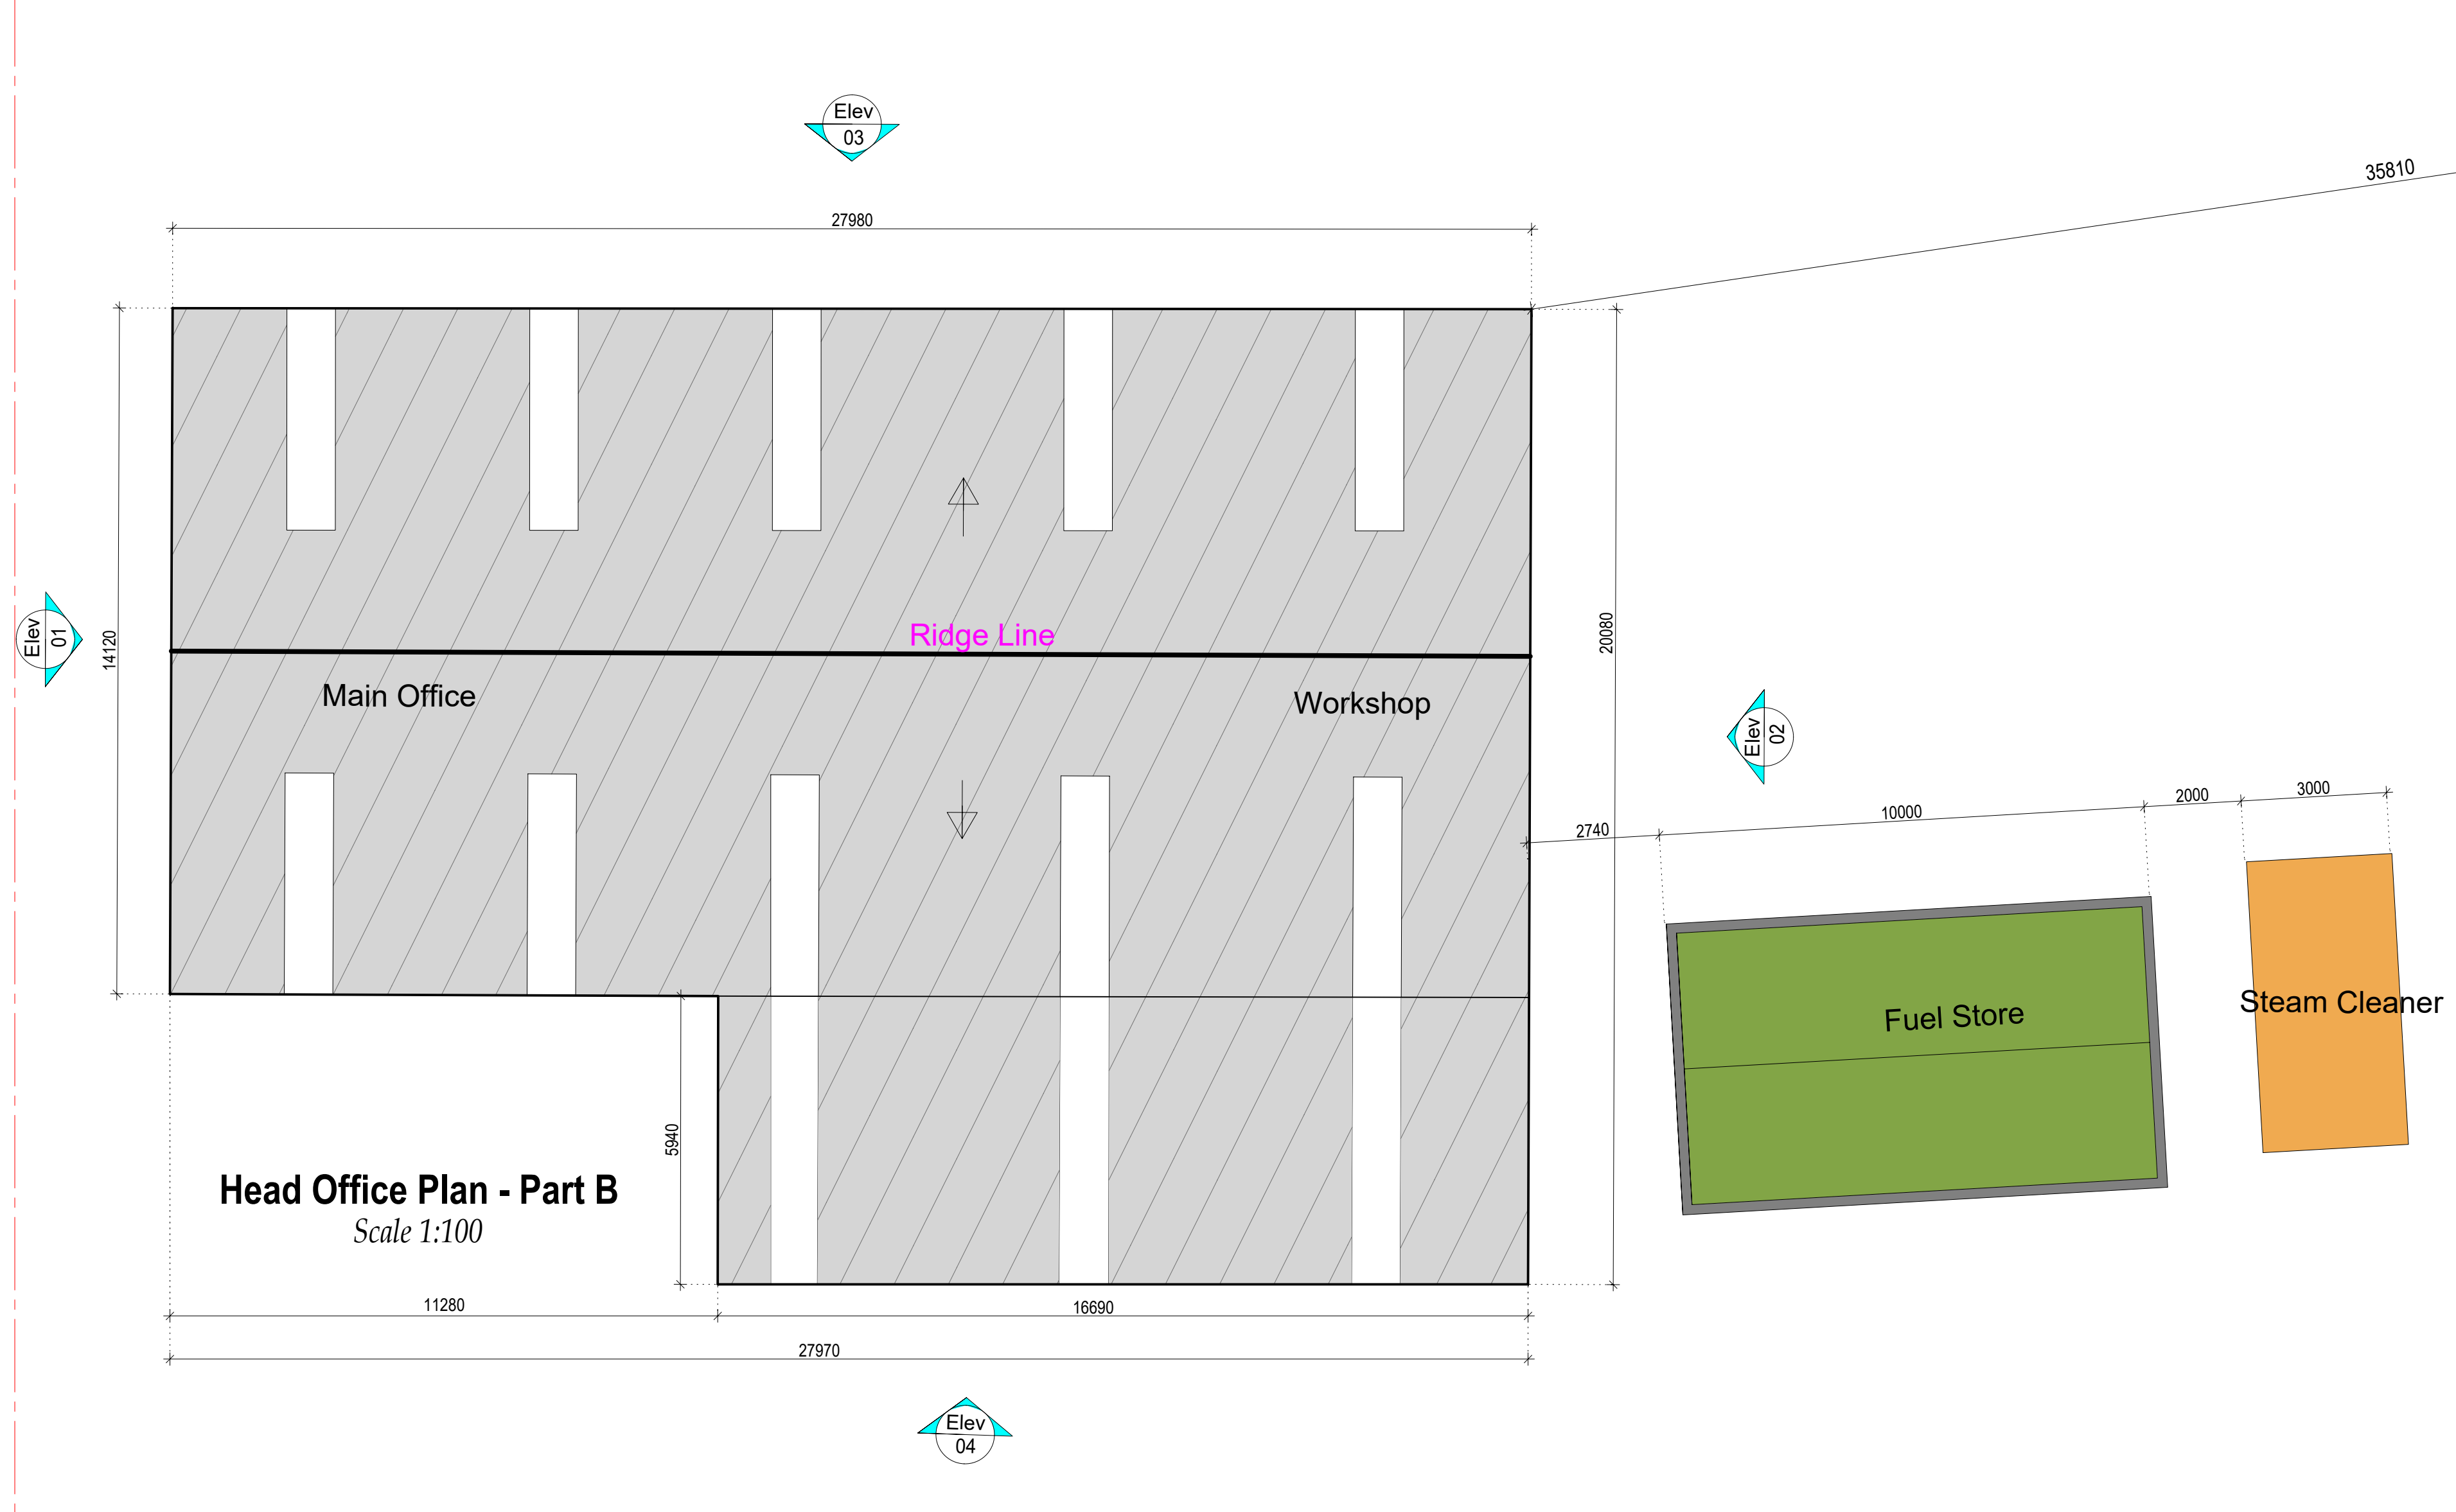 Elev
03
35810
27980
Ridge Line
Elev
01
14120
20080
Main Office
Workshop
Elev
02
2740
10000
2000
3000
Fuel Store
Steam Cleaner
5940
Head Office Plan - Part B
Scale 1:100
11280
16690
27970
Elev
04